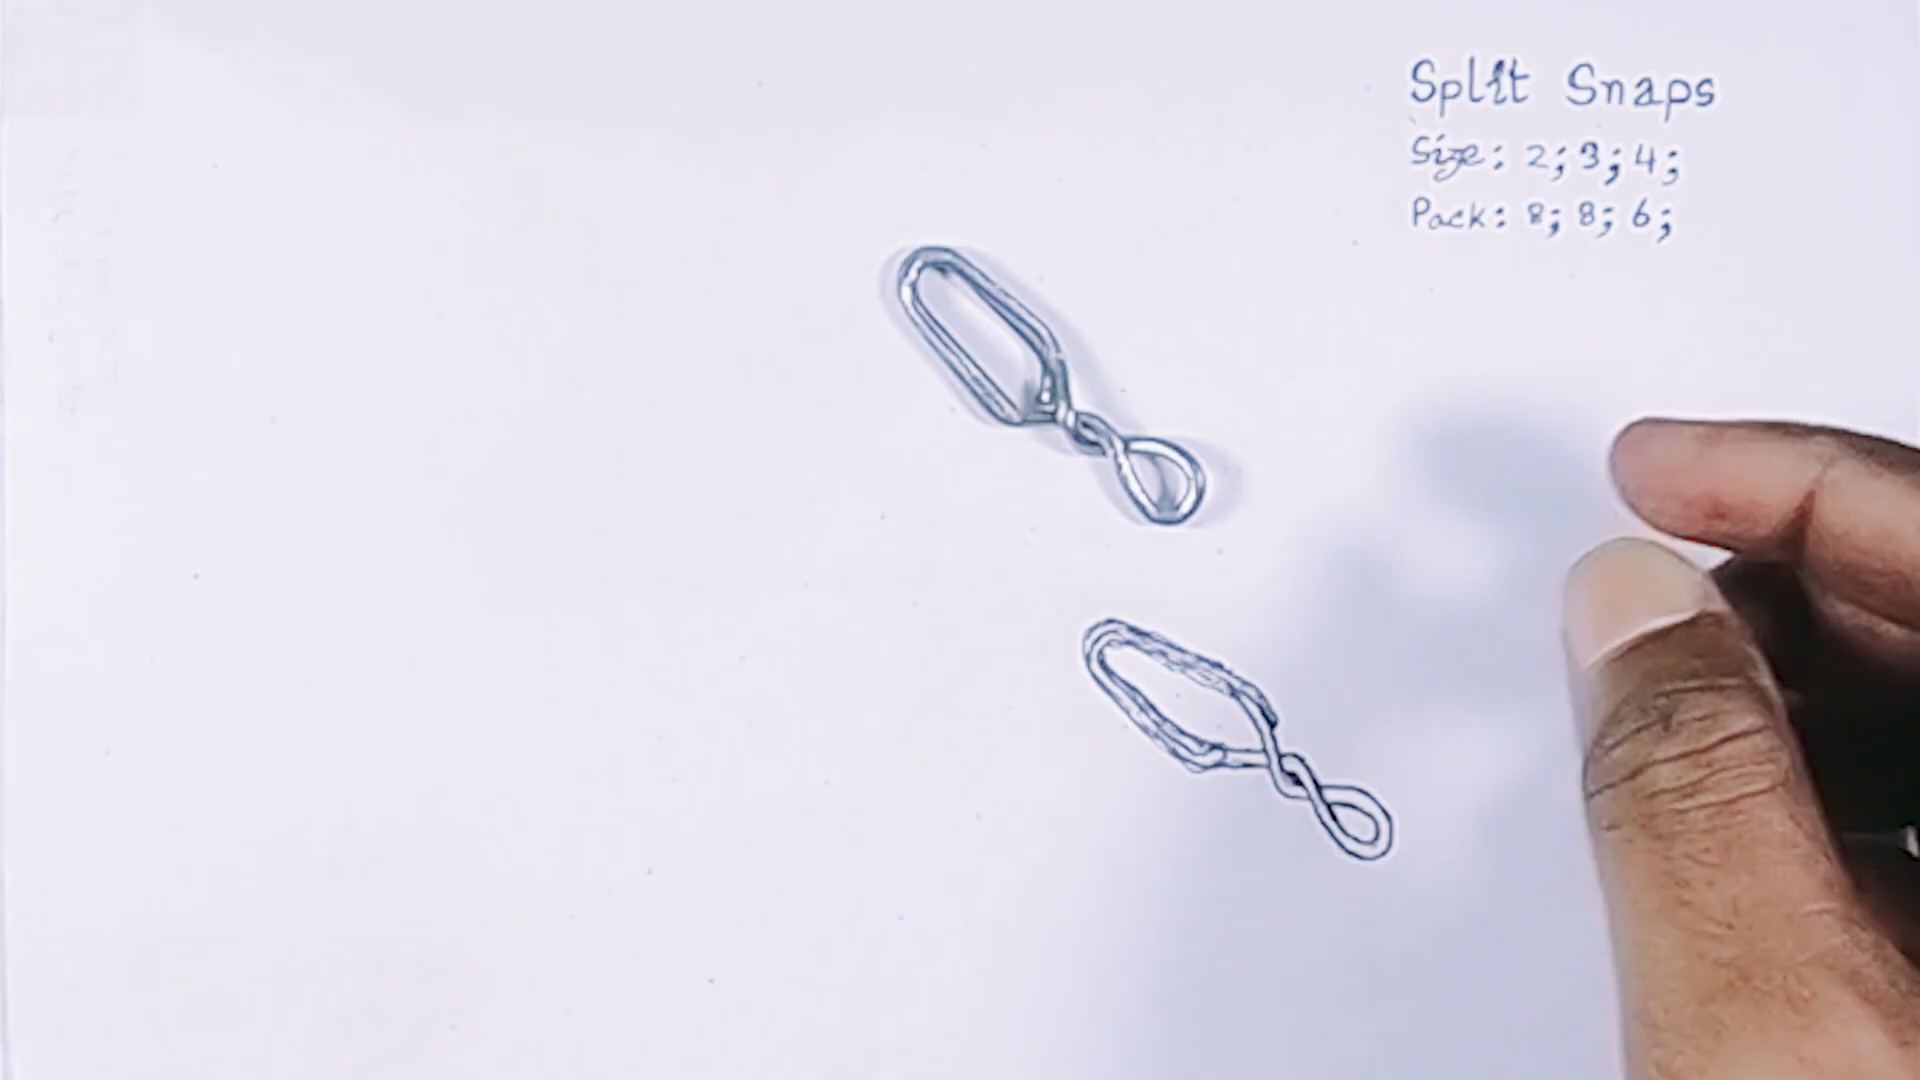 Split Snaps
Size: 2; 3; 4;
Pack: 8; 8; 6;